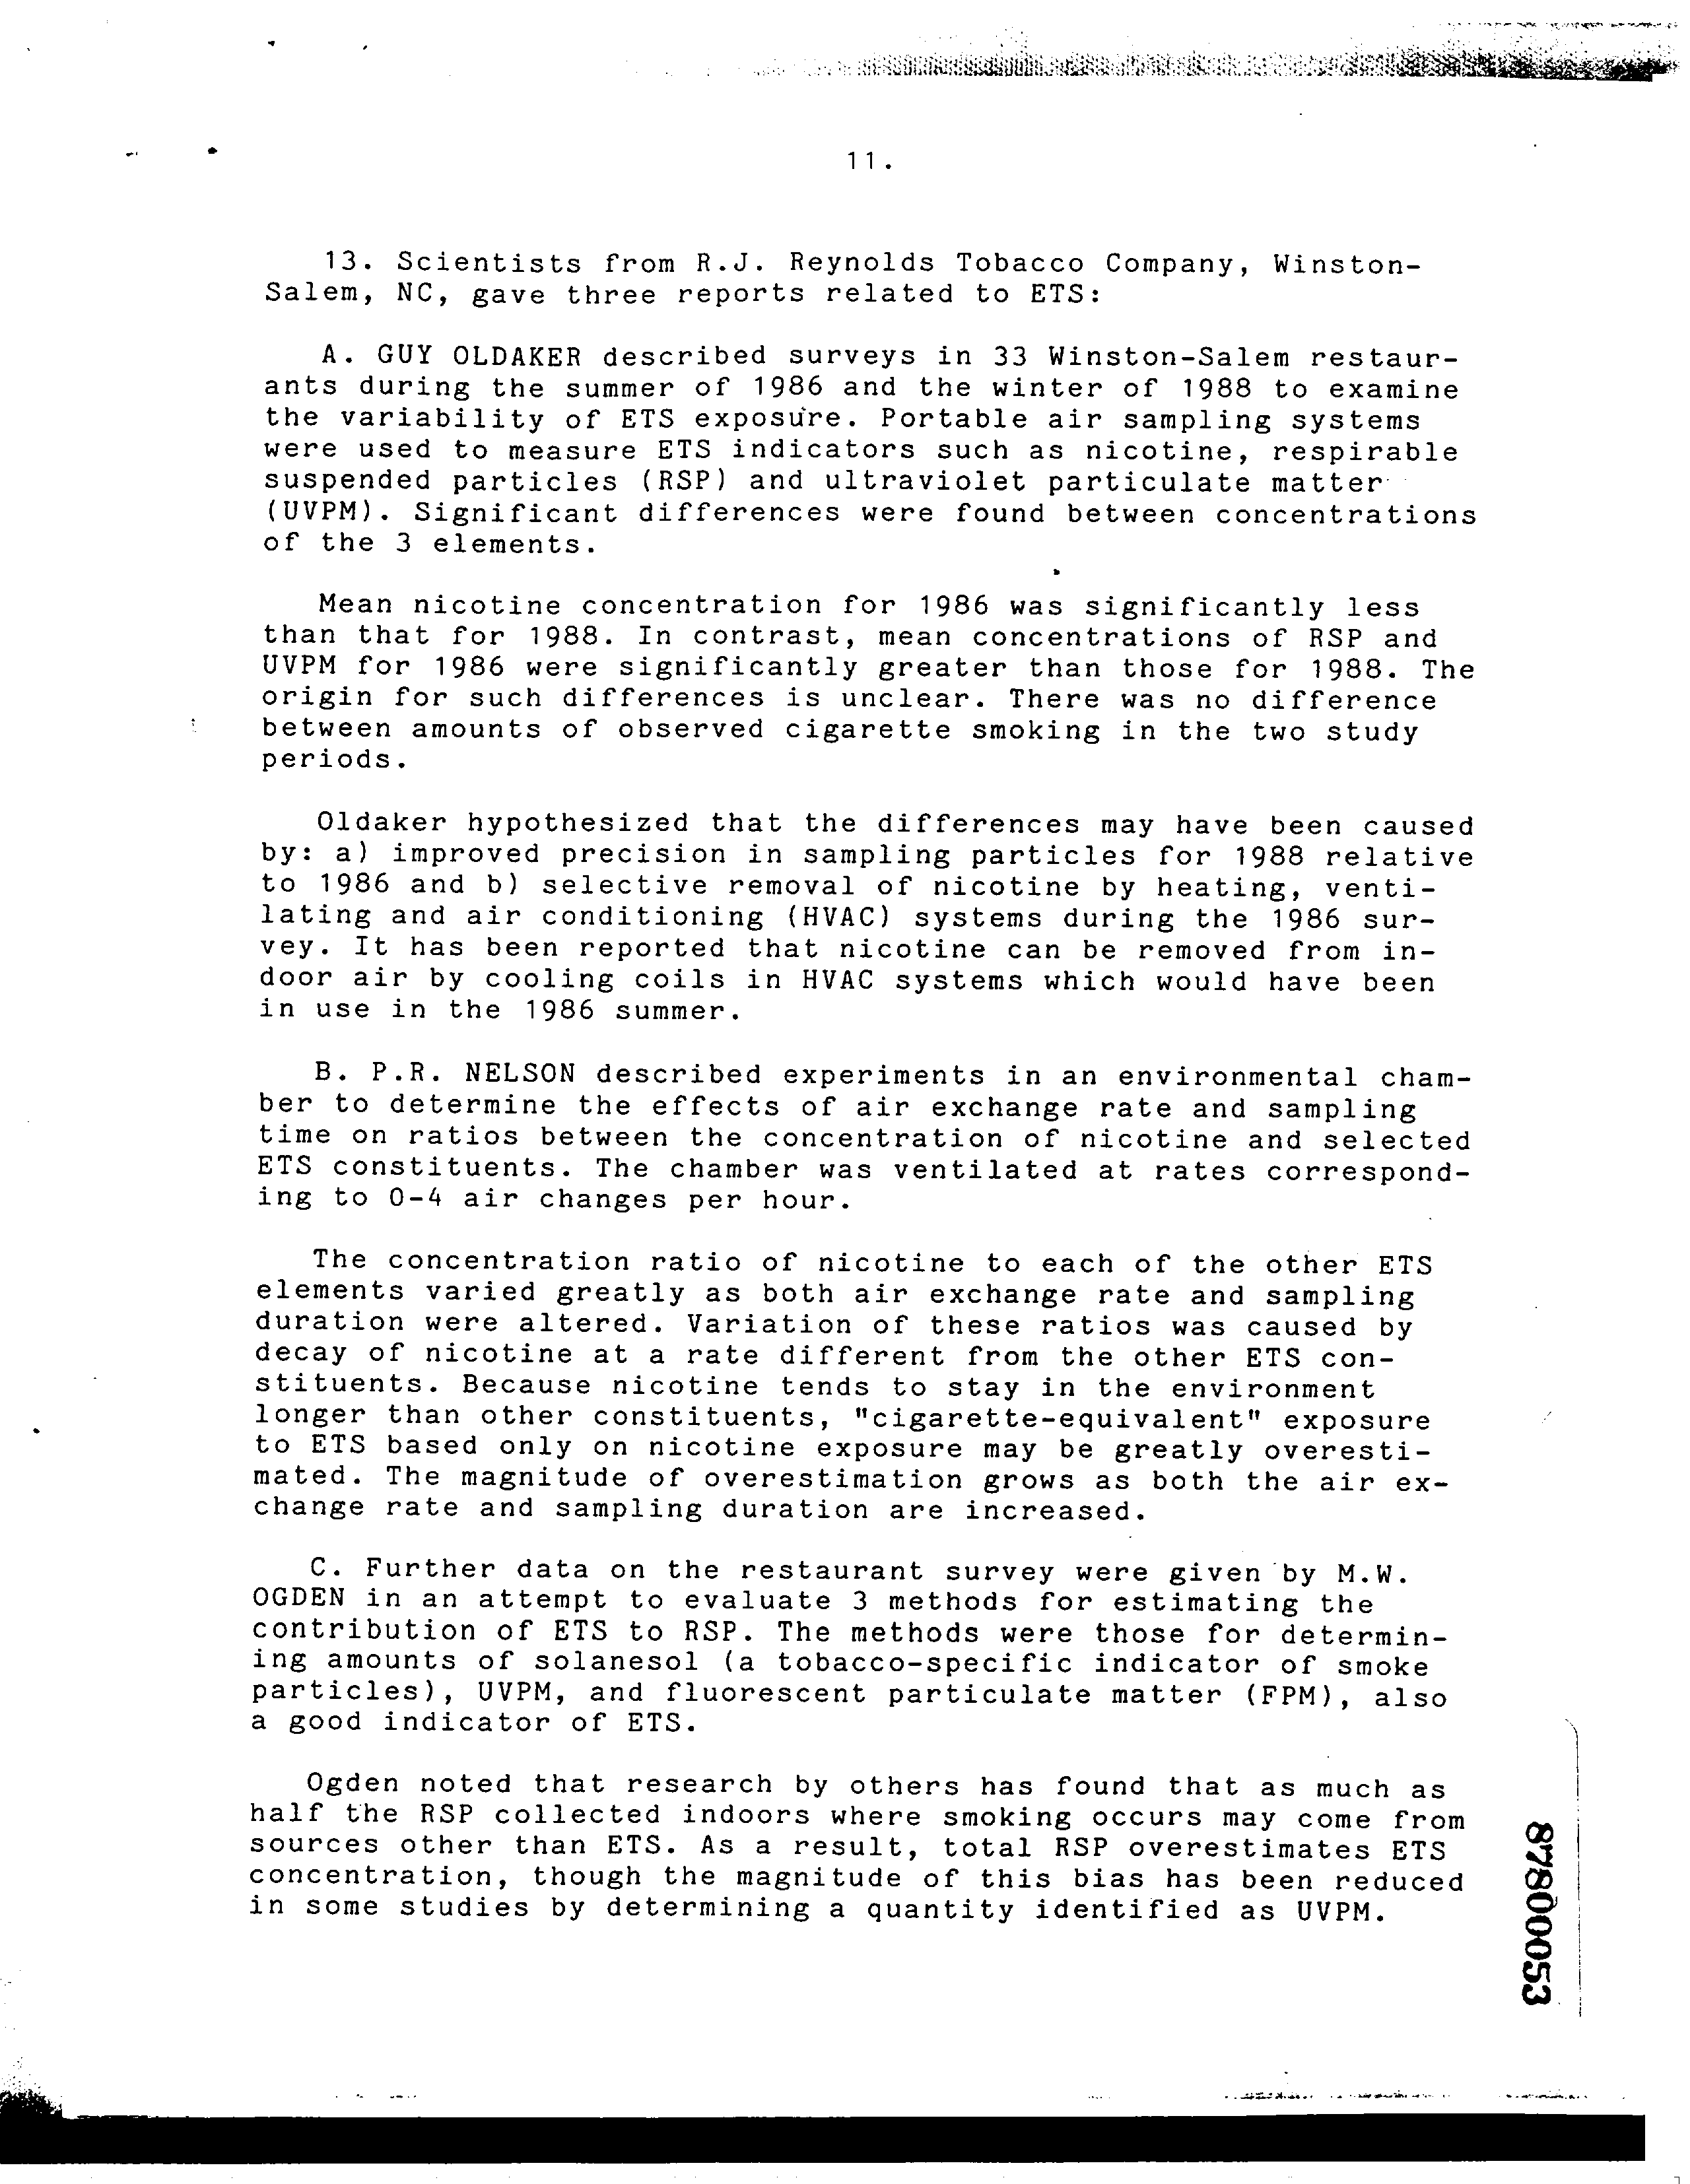 11.
13. Scientists from R.J. Reynolds Tobacco Company, Winston-
Salem, NC, gave three reports related to ETS:
A. GUY OLDAKER described surveys in 33 Winston-Salem restaur-
ants during the summer of 1986 and the winter of 1988 to examine
the variability of ETS exposure. Portable air sampling systems
were used to measure ETS indicators such as nicotine, respirable
suspended particles (RSP) and ultraviolet particulate matter
(UVPM). Significant differences were found between concentrations
of the 3 elements.
Mean nicotine concentration for 1986 was significantly less
than that for 1988. In contrast, mean concentrations of RSP and
UVPM for 1986 were significantly greater than those for 1988. The
origin for such differences is unclear. There was no difference
between amounts of observed cigarette smoking in the two study
periods.
Oldaker hypothesized that the differences may have been caused
by: a) improved precision in sampling particles for 1988 relative
to 1986 and b) selective removal of nicotine by heating, venti-
lating and air conditioning (HVAC) systems during the 1986 sur-
vey. It has been reported that nicotine can be removed from in-
door air by cooling coils in HVAC systems which would have been
in use in the 1986 summer.
B. P.R. NELSON described experiments in an environmental cham-
ber to determine the effects of air exchange rate and sampling
time on ratios between the concentration of nicotine and selected
ETS constituents. The chamber was ventilated at rates correspond-
ing to 0-4 air changes per hour.
The concentration ratio of nicotine to each of the other ETS
elements varied greatly as both air exchange rate and sampling
duration were altered. Variation of these ratios was caused by
decay of nicotine at a rate different from the other ETS con-
stituents. Because nicotine tends to stay in the environment
longer than other constituents, "cigarette-equivalent" exposure
to ETS based only on nicotine exposure may be greatly overesti-
mated. The magnitude of overestimation grows as both the air ex-
change rate and sampling duration are increased.
C. Further data on the restaurant survey were given by M.W.
OGDEN in an attempt to evaluate 3 methods for estimating the
contribution of ETS to RSP. The methods were those for determin-
ing amounts of solanesol (a tobacco-specific indicator of smoke
particles), UVPM, and fluorescent particulate matter (FPM), also
a good indicator of ETS.
Ogden noted that research by others has found that as much as
half the RSP collected indoors where smoking occurs may come from
sources other than ETS. As a result, total RSP overestimates ETS
concentration, though the magnitude of this bias has been reduced
in some studies by determining a quantity identified as UVPM.
87800053